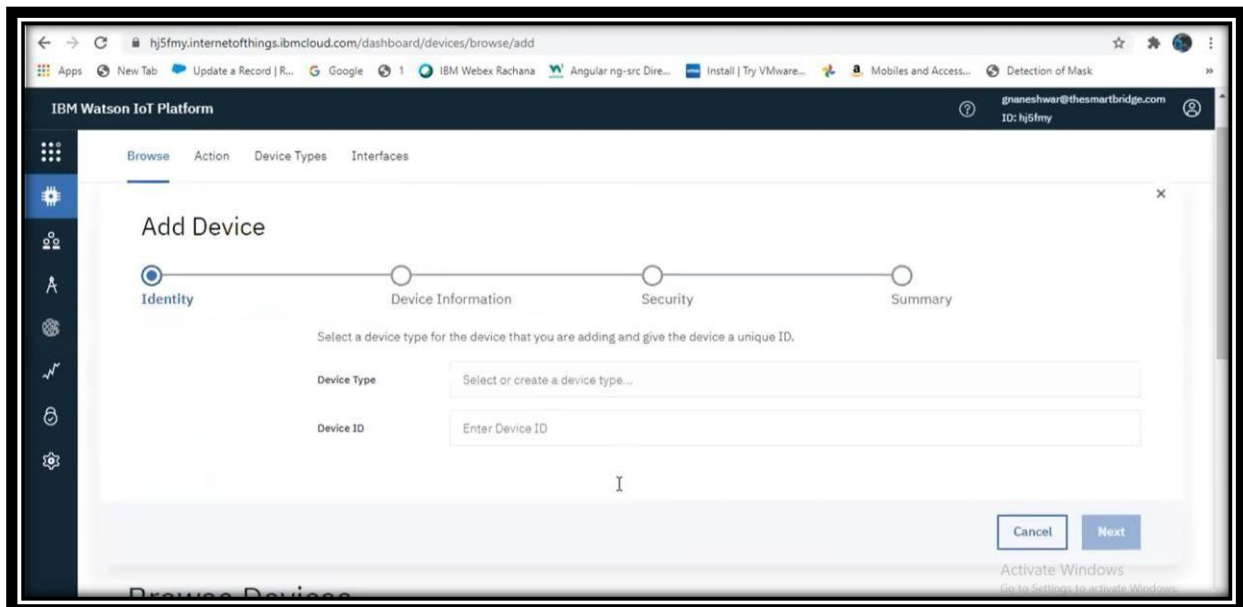 hj5fmy.internetofthings.ibmcloud.com/dashboard/devices/browse/add
Apps New Tab Update a Record | R... Google 1 IBM Webex Rachana Angular ng-src Dire... Install | Try VMware... Mobiles and Access... Detection of Mask »
IBM Watson IoT Platform
gnaneshwar@thesmartbridge.com
ID: hj5fmy
Browse Action Device Types Interfaces
Add Device
Identity Device Information Security Summary
Select a device type for the device that you are adding and give the device a unique ID.
Device Type Select or create a device type...
Device ID Enter Device ID
Cancel Next
Activate Windows
Go to Settings to activate Windows.
Browse Devices